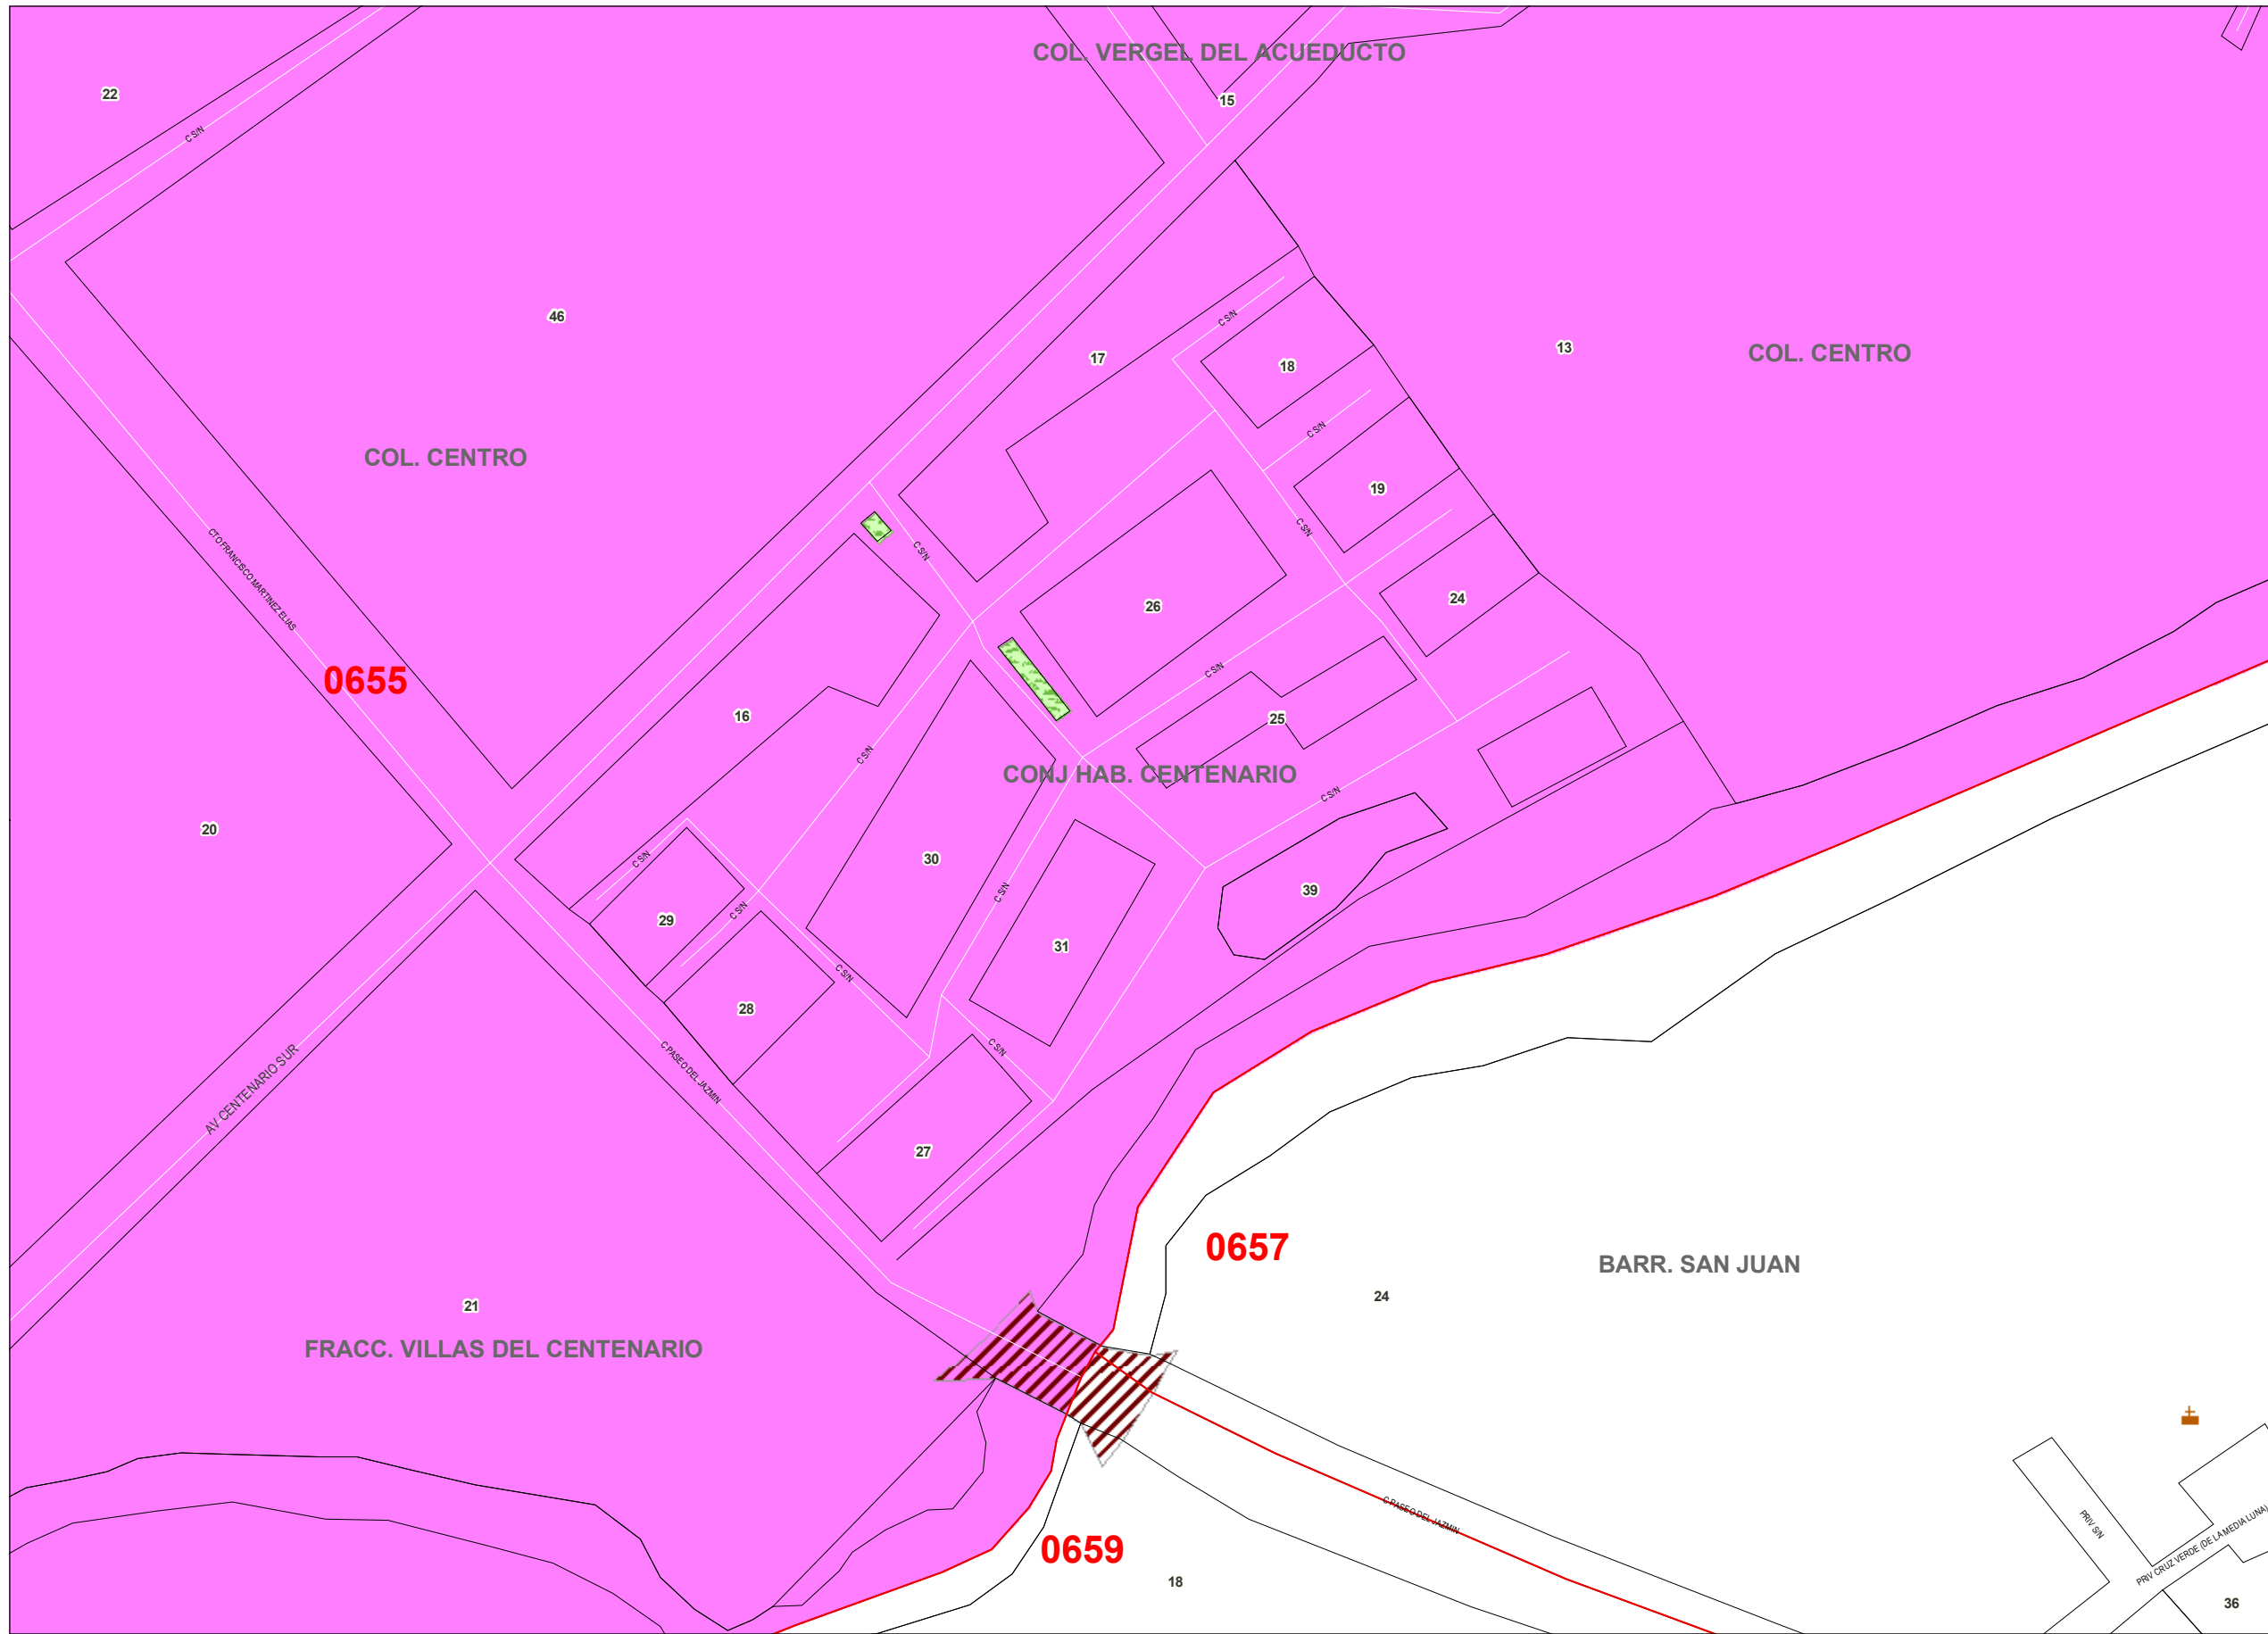 COL. VERGEL DEL ACUEDUCTO
22
15
C S/N
46
C S/N
17
18
13
COL. CENTRO
C S/N
COL. CENTRO
19
C S/N
C S/N
CTO FRANCISCO MARTINEZ ELIAS
24
26
0655
C S/N
16
25
C S/N
CONJ HAB. CENTENARIO
C S/N
20
C S/N
30
39
C S/N
C S/N
29
31
C S/N
28
C S/N
C PASEO DEL JAZMIN
AV CENTENARIO SUR
27
0657
BARR. SAN JUAN
24
21
FRACC. VILLAS DEL CENTENARIO
C PASEO DEL JAZMIN
PRIV S/N
0659
PRIV CRUZ VERDE (DE LA MEDIA LUNA)
18
36